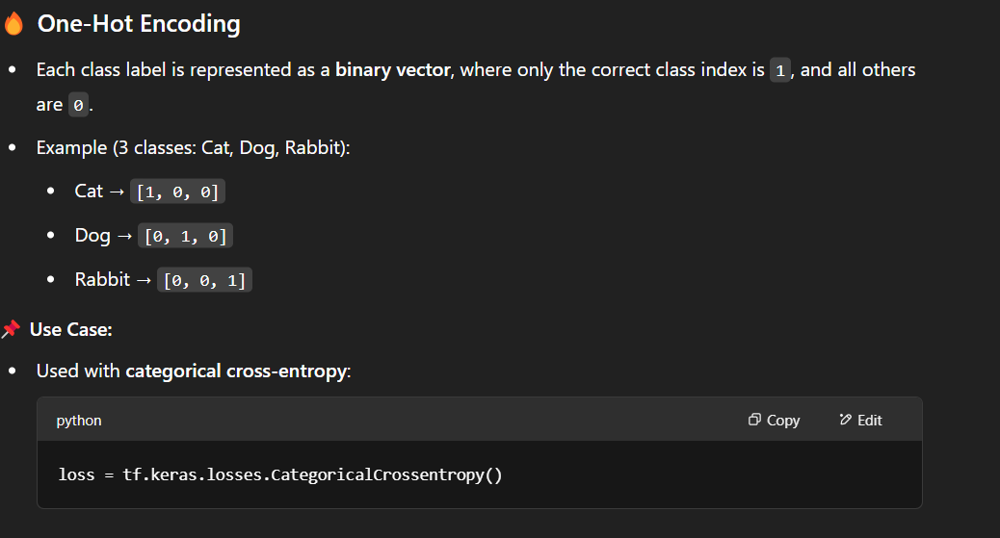 🔥 One-Hot Encoding
• Each class label is represented as a binary vector, where only the correct class index is 1, and all others
are 0.
• Example (3 classes: Cat, Dog, Rabbit):
• Cat → [1, 0, 0]
• Dog → [0, 1, 0]
• Rabbit → [0, 0, 1]
📌 Use Case:
• Used with categorical cross-entropy:
python Copy Edit
loss = tf.keras.losses.CategoricalCrossentropy()